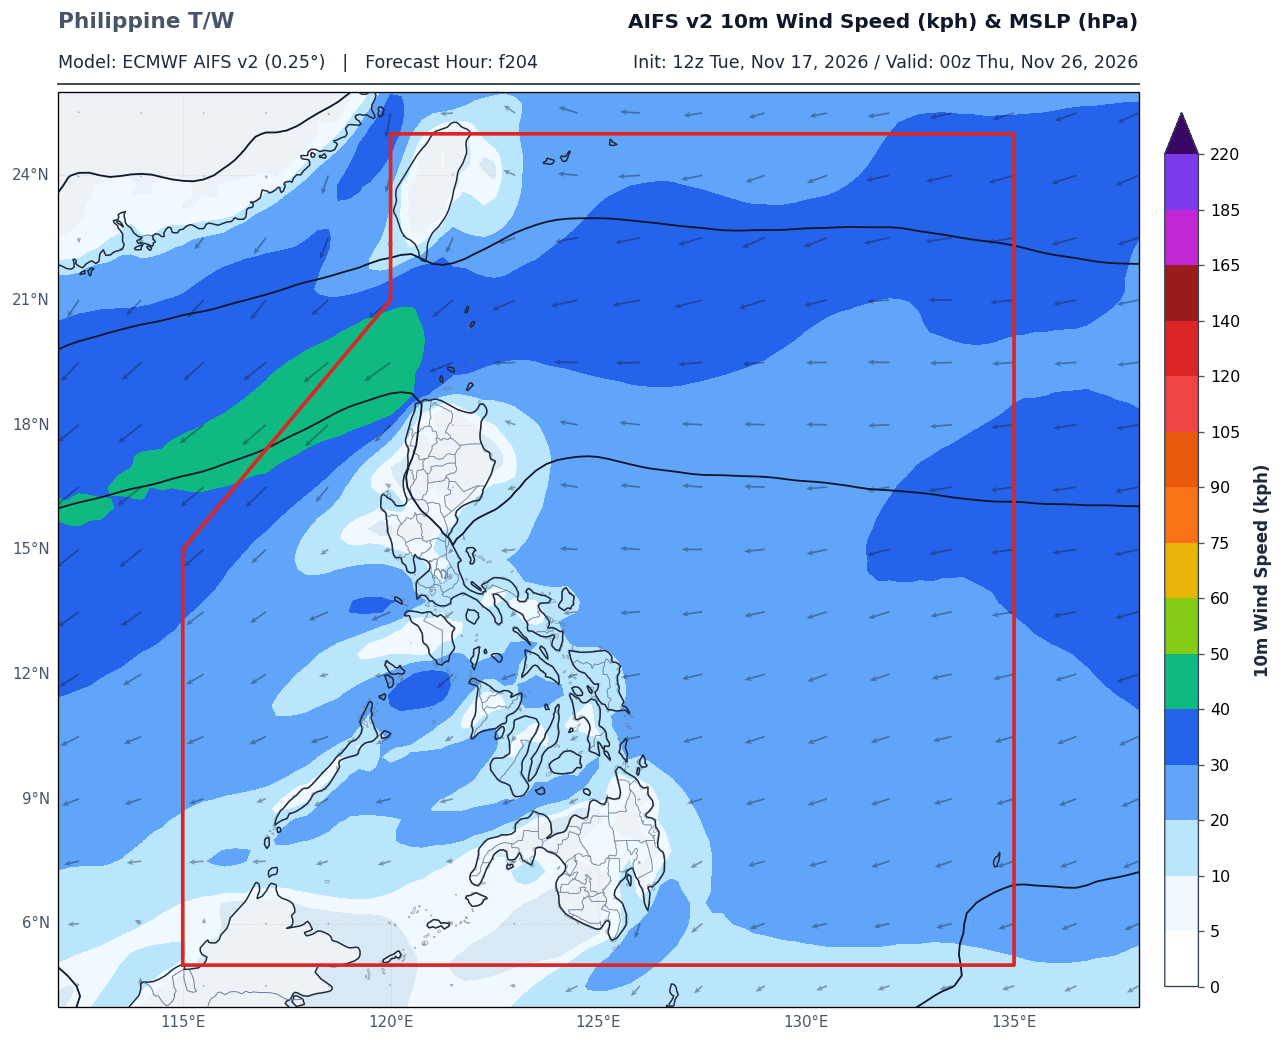 Philippine T/W
AIFS v2 10m Wind Speed (kph) & MSLP (hPa)
Model: ECMWF AIFS v2 (0.25°)   |   Forecast Hour: f204
Init: 12z Tue, Nov 17, 2026 / Valid: 00z Thu, Nov 26, 2026
24°N
21°N
18°N
15°N
12°N
9°N
6°N
115°E
120°E
125°E
130°E
135°E
220
185
165
140
120
105
90
75
60
50
40
30
20
10
5
0
10m Wind Speed (kph)